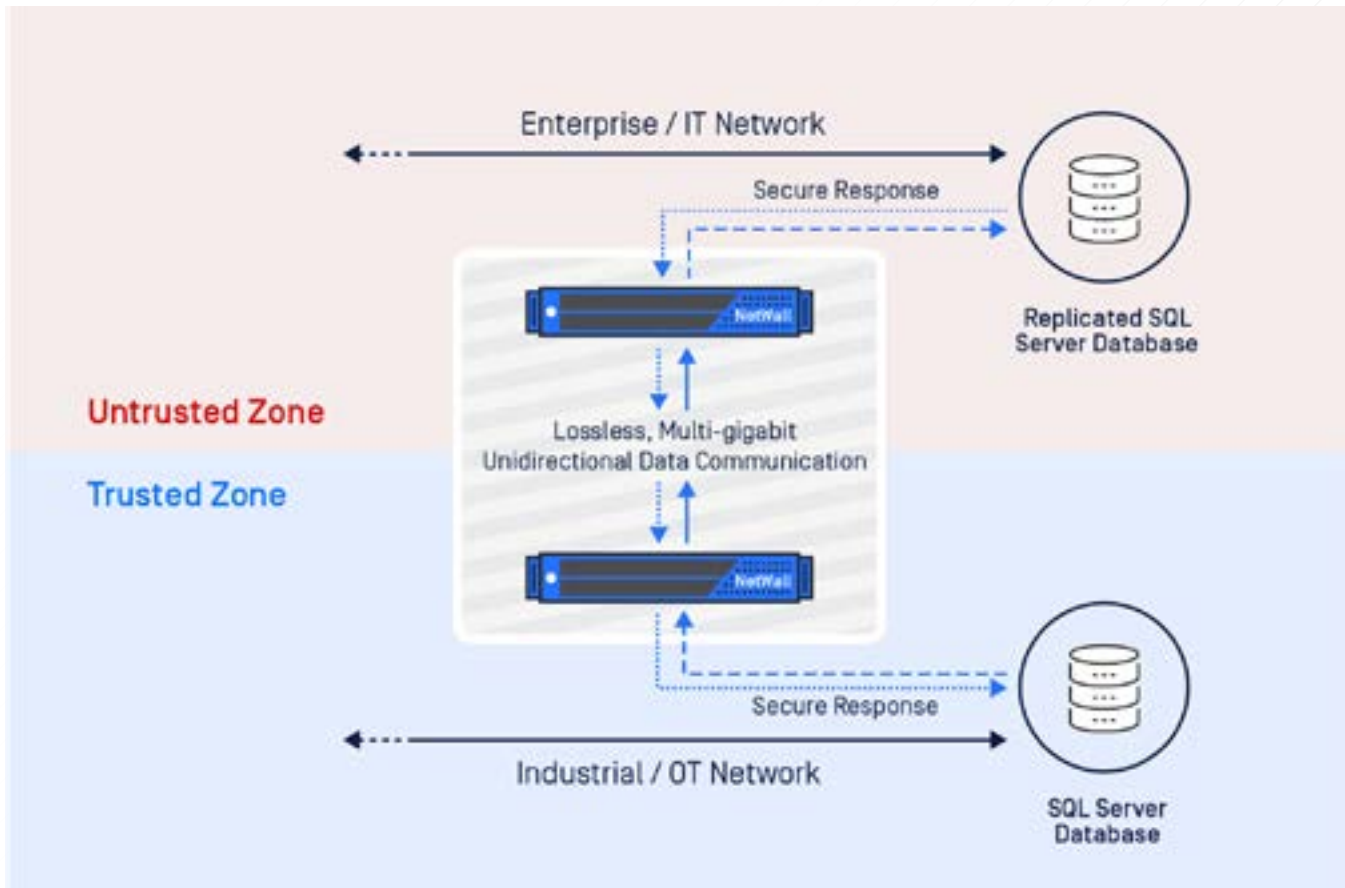 Enterprise / IT Network
Secure Response
NetWall
Replicated SQL
Server Database
Untrusted Zone
Lossless, Multi-gigabit
Unidirectional Data Communication
Trusted Zone
NetWall
Secure Response
Industrial / OT Network
SQL Server
Database